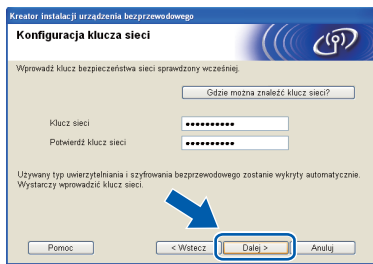 Kreator instalacji urządzenia bezprzewodowego
Konfiguracja klucza sieci
Wprowadź klucz bezpieczeństwa sieci sprawdzony wcześniej.
Gdzie można znaleźć klucz sieci?
Klucz sieci
Potwierdź klucz sieci
Używany typ uwierzytelniania i szyfrowania bezprzewodowego zostanie wykryty automatycznie.
Wystarczy wprowadzić klucz sieci.
Pomoc
< Wstecz
Dalej >
Anuluj